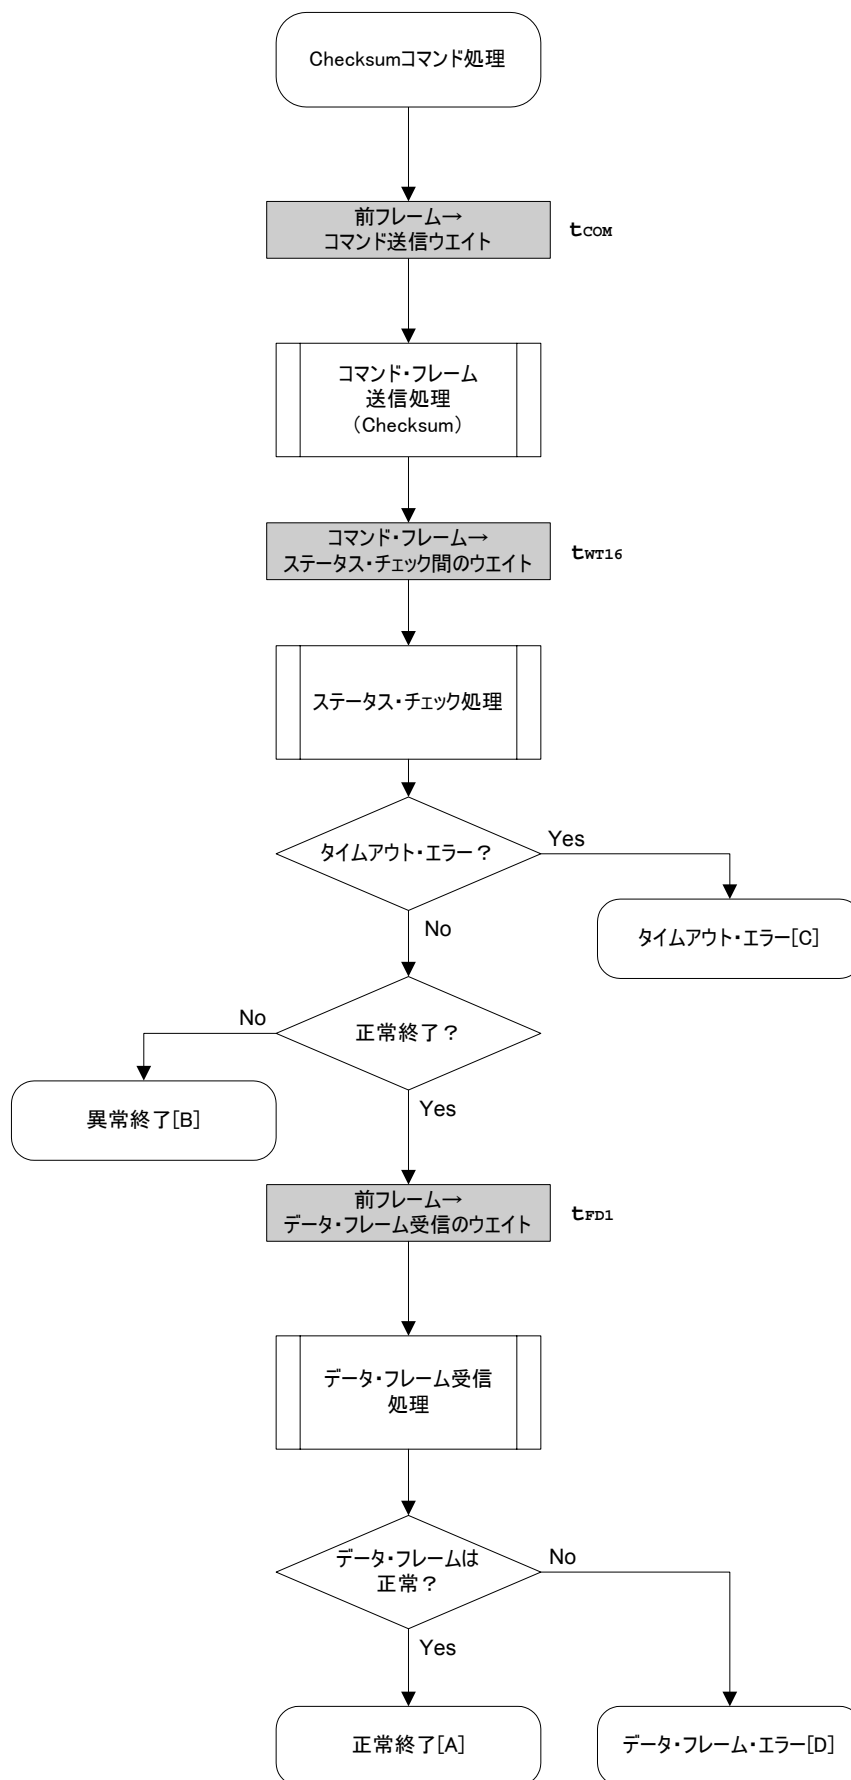 Checksumコマンド処理
前フレーム→
コマンド送信ウエイト
tCOM
コマンド・フレーム
送信処理
（Checksum）
コマンド・フレーム→
ステータス・チェック間のウエイト
tWT16
ステータス・チェック処理
タイムアウト・エラー？
Yes
タイムアウト・エラー[C]
No
正常終了？
No
異常終了[B]
Yes
前フレーム→
データ・フレーム受信のウエイト
tFD1
データ・フレーム受信
処理
データ・フレームは
正常？
No
Yes
正常終了[A]
データ・フレーム・エラー[D]